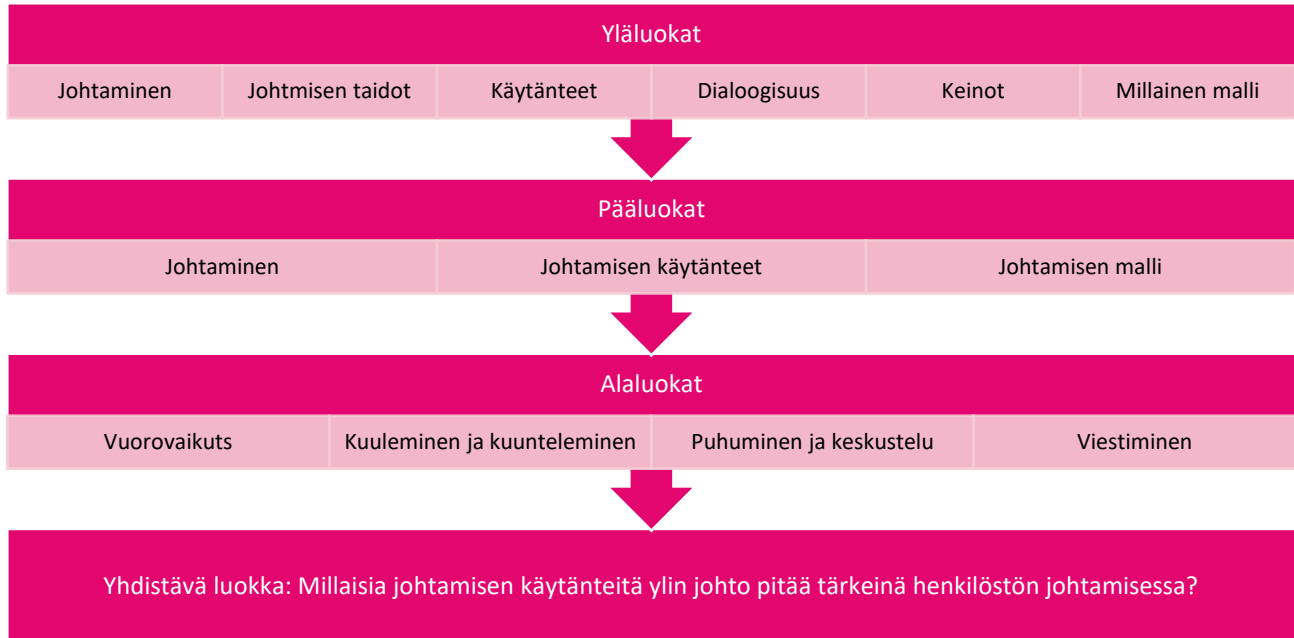 Yläluokat
Johtaminen Johtmisen taidot Käytänteet Dialoogisuus Keinot Millainen malli
Pääluokat
Johtaminen Johtamisen käytänteet Johtamisen malli
Alaluokat
Vuorovaikuts Kuuleminen ja kuunteleminen Puhuminen ja keskustelu Viestiminen
Yhdistävä luokka: Millaisia johtamisen käytänteitä ylin johto pitää tärkeinä henkilöstön johtamisessa?